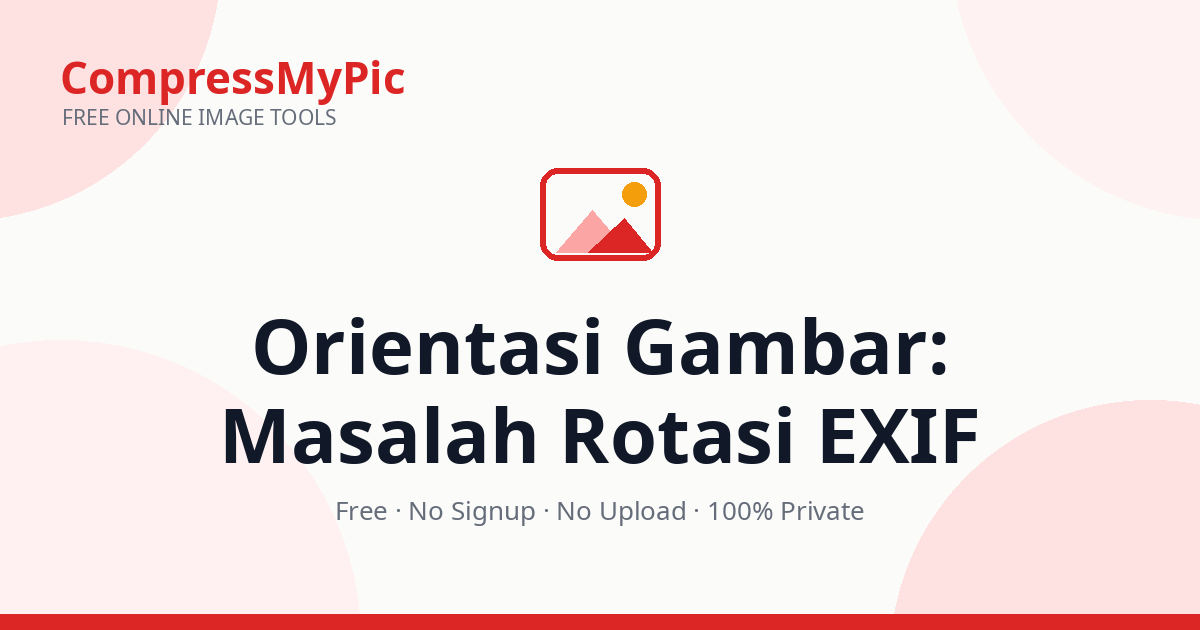 CompressMyPic
FREE ONLINE IMAGE TOOLS
Orientasi Gambar:
Masalah Rotasi EXIF
Free · No Signup · No Upload · 100% Private